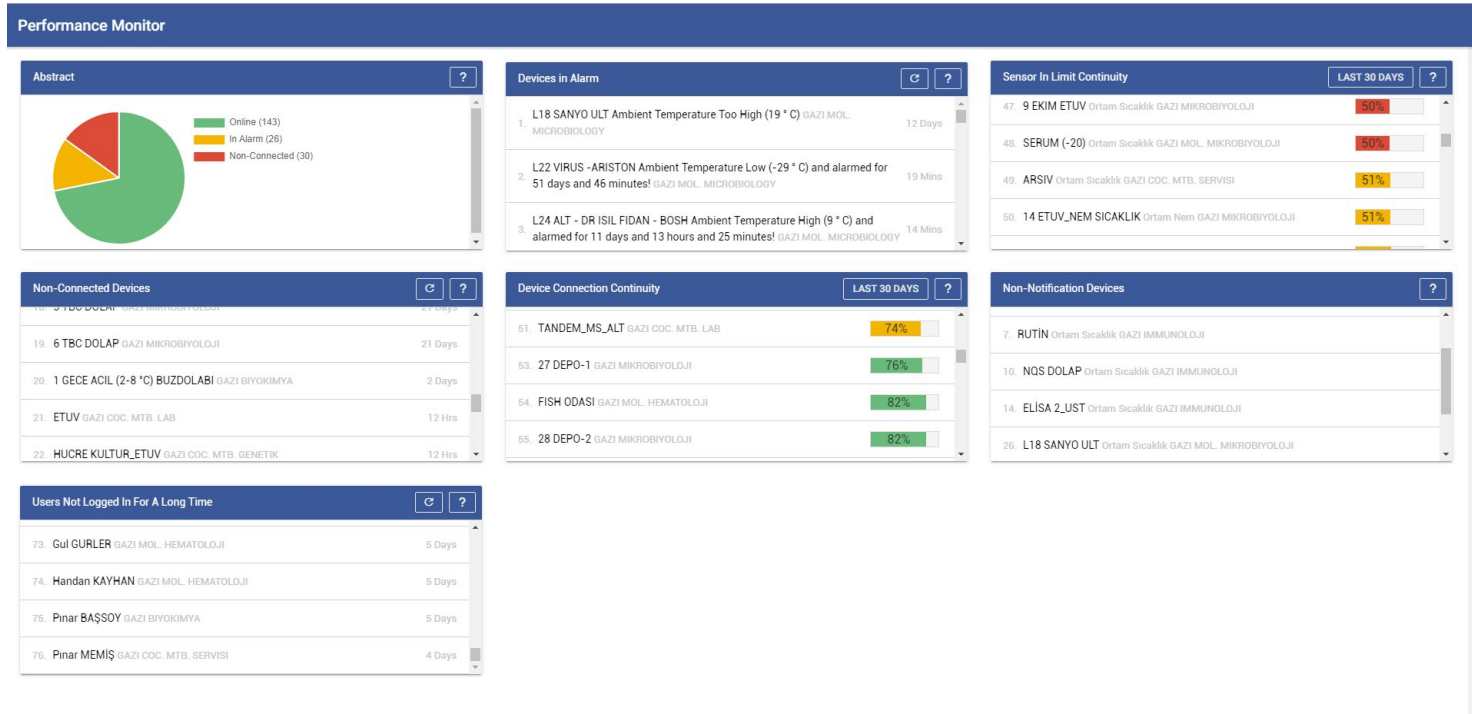 Performance Monitor
Abstract
?
Online (143)
In Alarm (26)
Non-Connected (30)
Devices in Alarm
?
1. L18 SANYO ULT Ambient Temperature Too High (19 ° C) GAZI MOL.
MICROBIOLOGY
12 Days
2. L22 VIRUS -ARISTON Ambient Temperature Low (-29 ° C) and alarmed for
51 days and 46 minutes! GAZI MOL. MICROBIOLOGY
19 Mins
3. L24 ALT - DR ISIL FIDAN - BOSH Ambient Temperature High (9 ° C) and
alarmed for 11 days and 13 hours and 25 minutes! GAZI MOL. MICROBIOLOGY
14 Mins
Sensor In Limit Continuity
LAST 30 DAYS
?
47. 9 EKIM ETUV Ortam Sıcaklık GAZI MIKROBIYOLOJI 50%
48. SERUM (-20) Ortam Sıcaklık GAZI MOL. MIKROBIYOLOJI 50%
49. ARSIV Ortam Sıcaklık GAZI COC. MTB. SERVISI 51%
50. 14 ETUV_NEM SICAKLIK Ortam Nem GAZI MIKROBIYOLOJI 51%
Non-Connected Devices
?
18. 5 TBC DOLAP GAZI MIKROBIYOLOJI 21 Days
19. 6 TBC DOLAP GAZI MIKROBIYOLOJI 21 Days
20. 1 GECE ACIL (2-8 °C) BUZDOLABI GAZI BIYOKIMYA 2 Days
21. ETUV GAZI COC. MTB. LAB 12 Hrs
22. HUCRE KULTUR_ETUV GAZI COC. MTB. GENETIK 12 Hrs
Device Connection Continuity
LAST 30 DAYS
?
51. TANDEM_MS_ALT GAZI COC. MTB. LAB 74%
53. 27 DEPO-1 GAZI MIKROBIYOLOJI 76%
54. FISH ODASI GAZI MOL. HEMATOLOJI 82%
55. 28 DEPO-2 GAZI MIKROBIYOLOJI 82%
Non-Notification Devices
?
7. RUTİN Ortam Sıcaklık GAZI IMMUNOLOJI
10. NQS DOLAP Ortam Sıcaklık GAZI IMMUNOLOJI
14. ELİSA 2_UST Ortam Sıcaklık GAZI IMMUNOLOJI
26. L18 SANYO ULT Ortam Sıcaklık GAZI MOL. MIKROBIYOLOJI
Users Not Logged In For A Long Time
?
73. Gul GURLER GAZI MOL. HEMATOLOJI 5 Days
74. Handan KAYHAN GAZI MOL. HEMATOLOJI 5 Days
75. Pınar BAŞSOY GAZI BIYOKIMYA 5 Days
76. Pınar MEMİŞ GAZI COC. MTB. SERVISI 4 Days